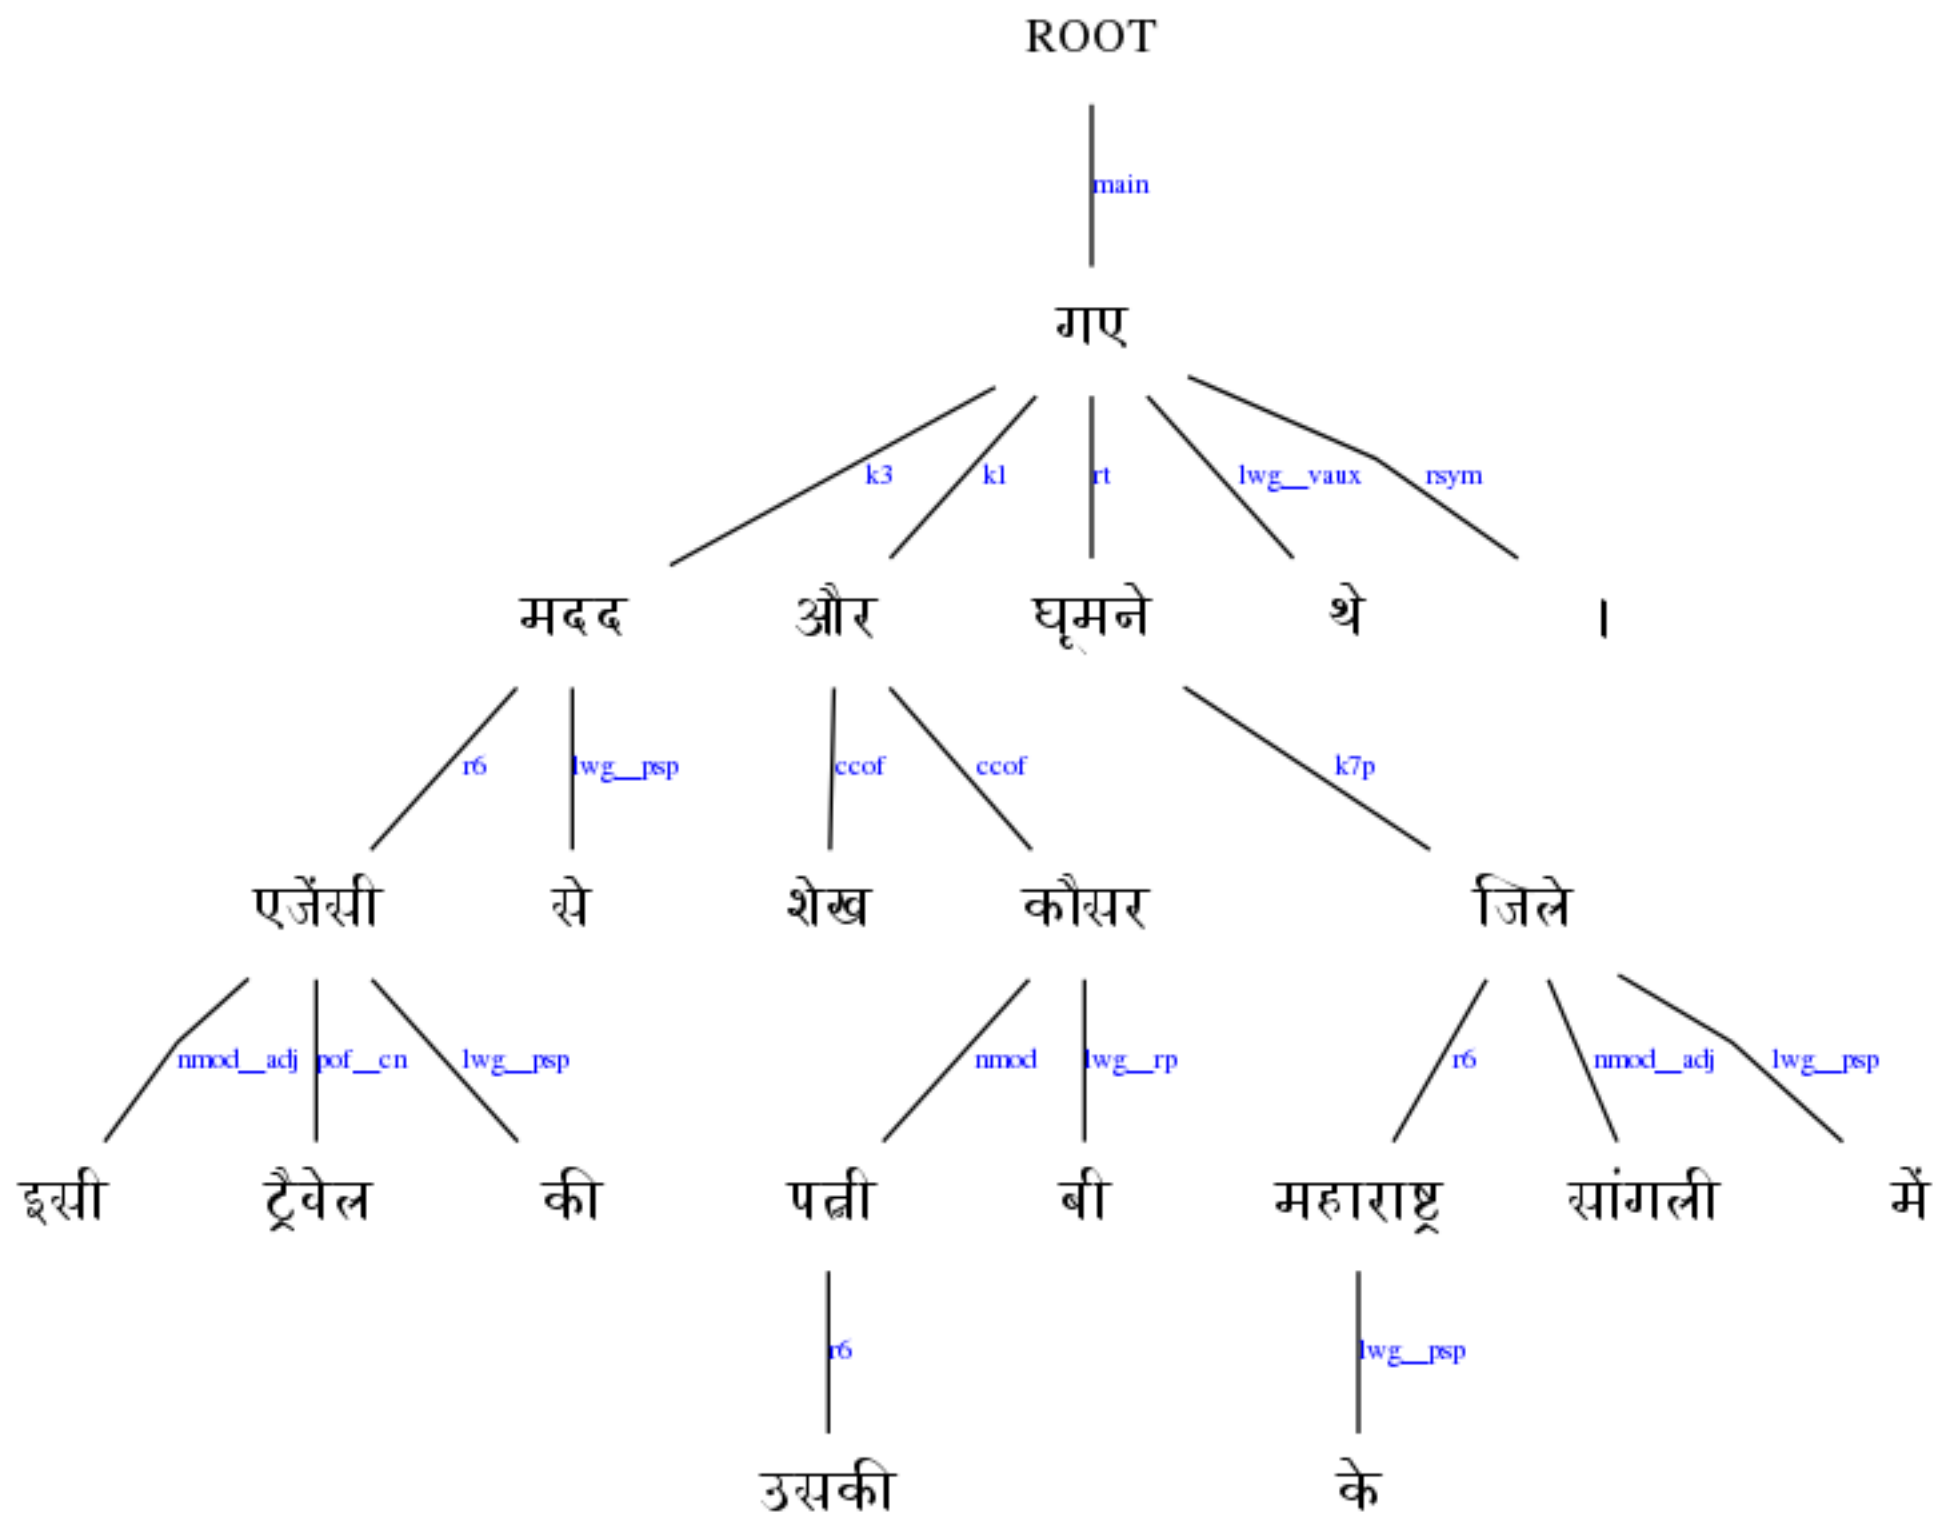 ROOT
main
गए
k3 k1 rt lwg__vaux rsym
मदद और घूमने थे ।
r6 lwg__psp ccof ccof k7p
एजेंसी से शेख कौसर जिले
nmod__adj pof__cn lwg__psp nmod lwg__rp r6 nmod__adj lwg__psp
इसी ट्रैवेल की पत्नी बी महाराष्ट्र सांगली में
r6 lwg__psp
उसकी के